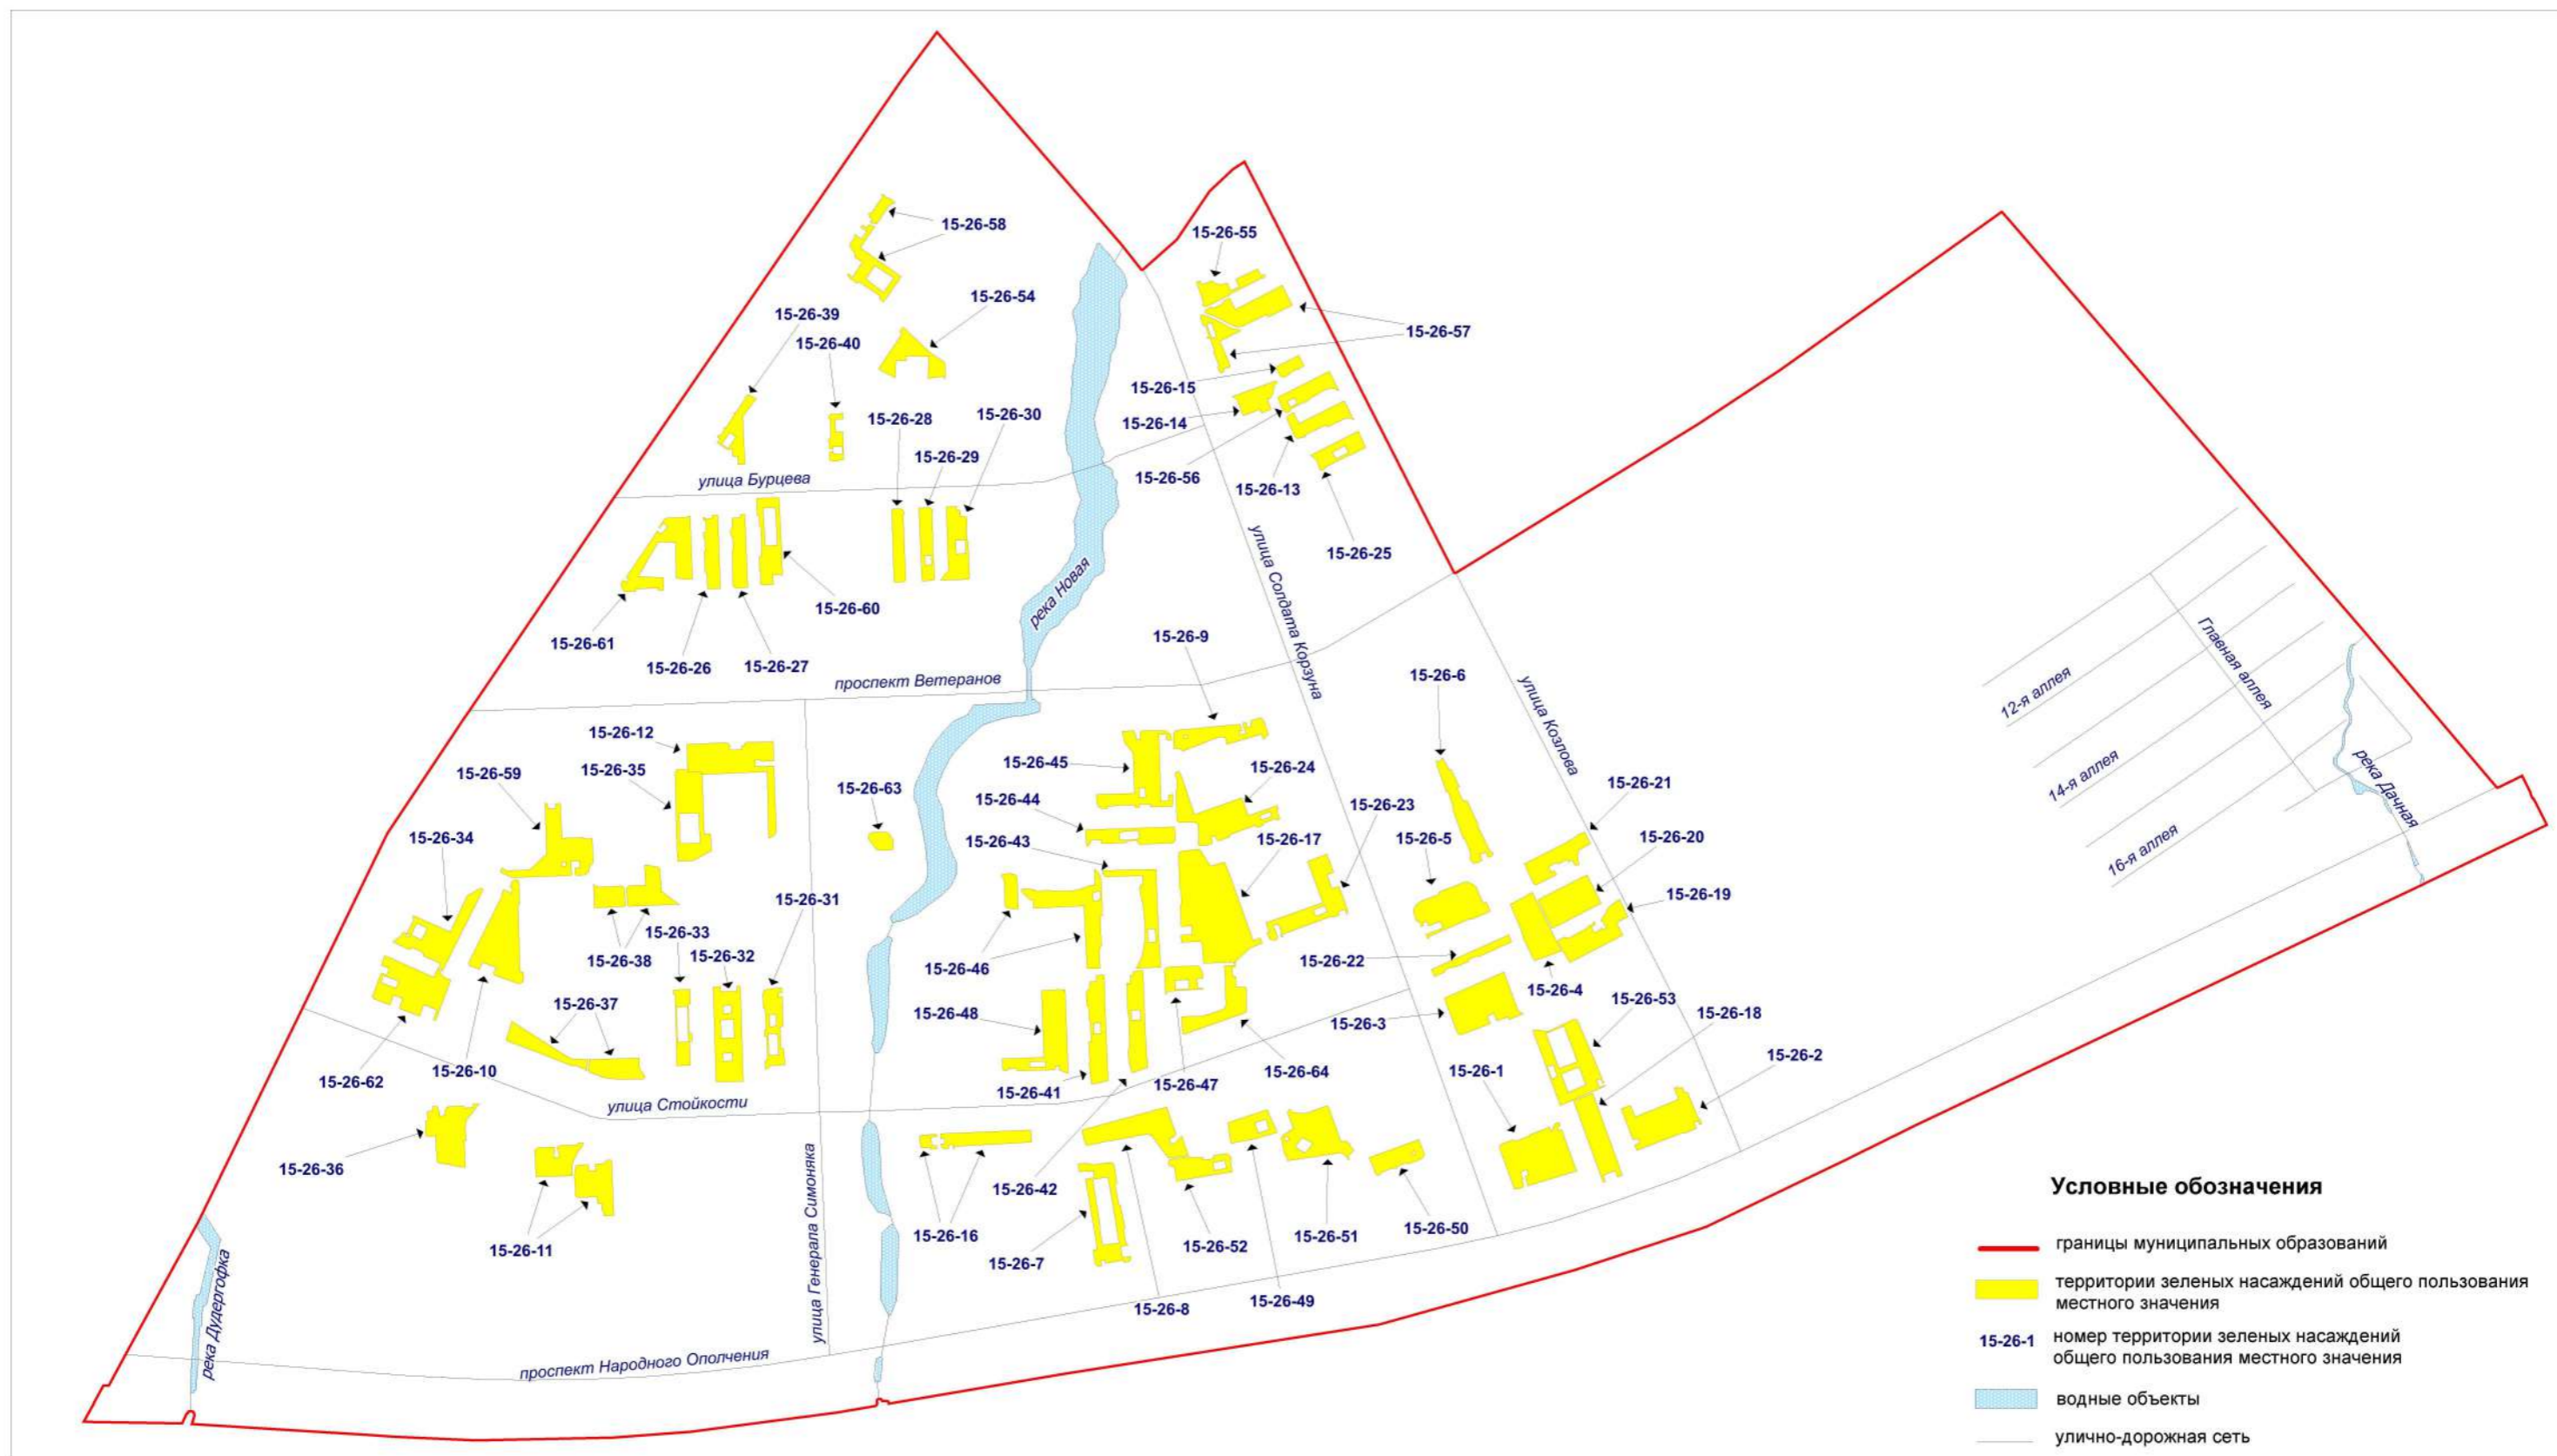 15-26-58
15-26-55
15-26-54
15-26-39
15-26-57
15-26-40
15-26-15
15-26-28
15-26-30
15-26-14
15-26-29
улица Бурцева
15-26-56
15-26-13
15-26-25
улица Солдата Корзуна
река Новая
15-26-60
15-26-61
15-26-26
15-26-27
15-26-9
проспект Ветеранов
15-26-6
улица Козлова
12-я аллея
Главная аллея
14-я аллея
16-я аллея
река Дачная
15-26-12
15-26-35
15-26-59
15-26-45
15-26-24
15-26-63
15-26-44
15-26-23
15-26-21
15-26-34
15-26-43
15-26-17
15-26-5
15-26-20
15-26-31
15-26-19
15-26-33
15-26-38
15-26-32
15-26-46
15-26-22
15-26-4
15-26-37
15-26-48
15-26-3
15-26-53
15-26-18
15-26-62
15-26-10
15-26-41
15-26-47
15-26-64
15-26-1
15-26-2
улица Стойкости
15-26-36
15-26-11
улица Генерала Симоняка
15-26-42
15-26-16
15-26-7
15-26-52
15-26-51
15-26-50
15-26-8
15-26-49
река Дудергофка
проспект Народного Ополчения
Условные обозначения
границы муниципальных образований
территории зеленых насаждений общего пользования
местного значения
15-26-1 номер территории зеленых насаждений
общего пользования местного значения
водные объекты
улично-дорожная сеть